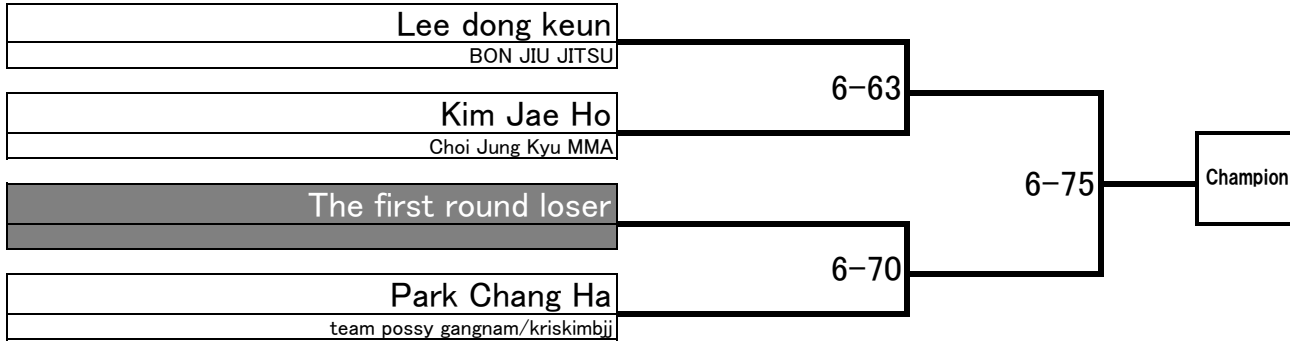 Lee dong keun
BON JIU JITSU
6-63
Kim Jae Ho
Choi Jung Kyu MMA
6-75
Champion
The first round loser
6-70
Park Chang Ha
team possy gangnam/kriskimbjj